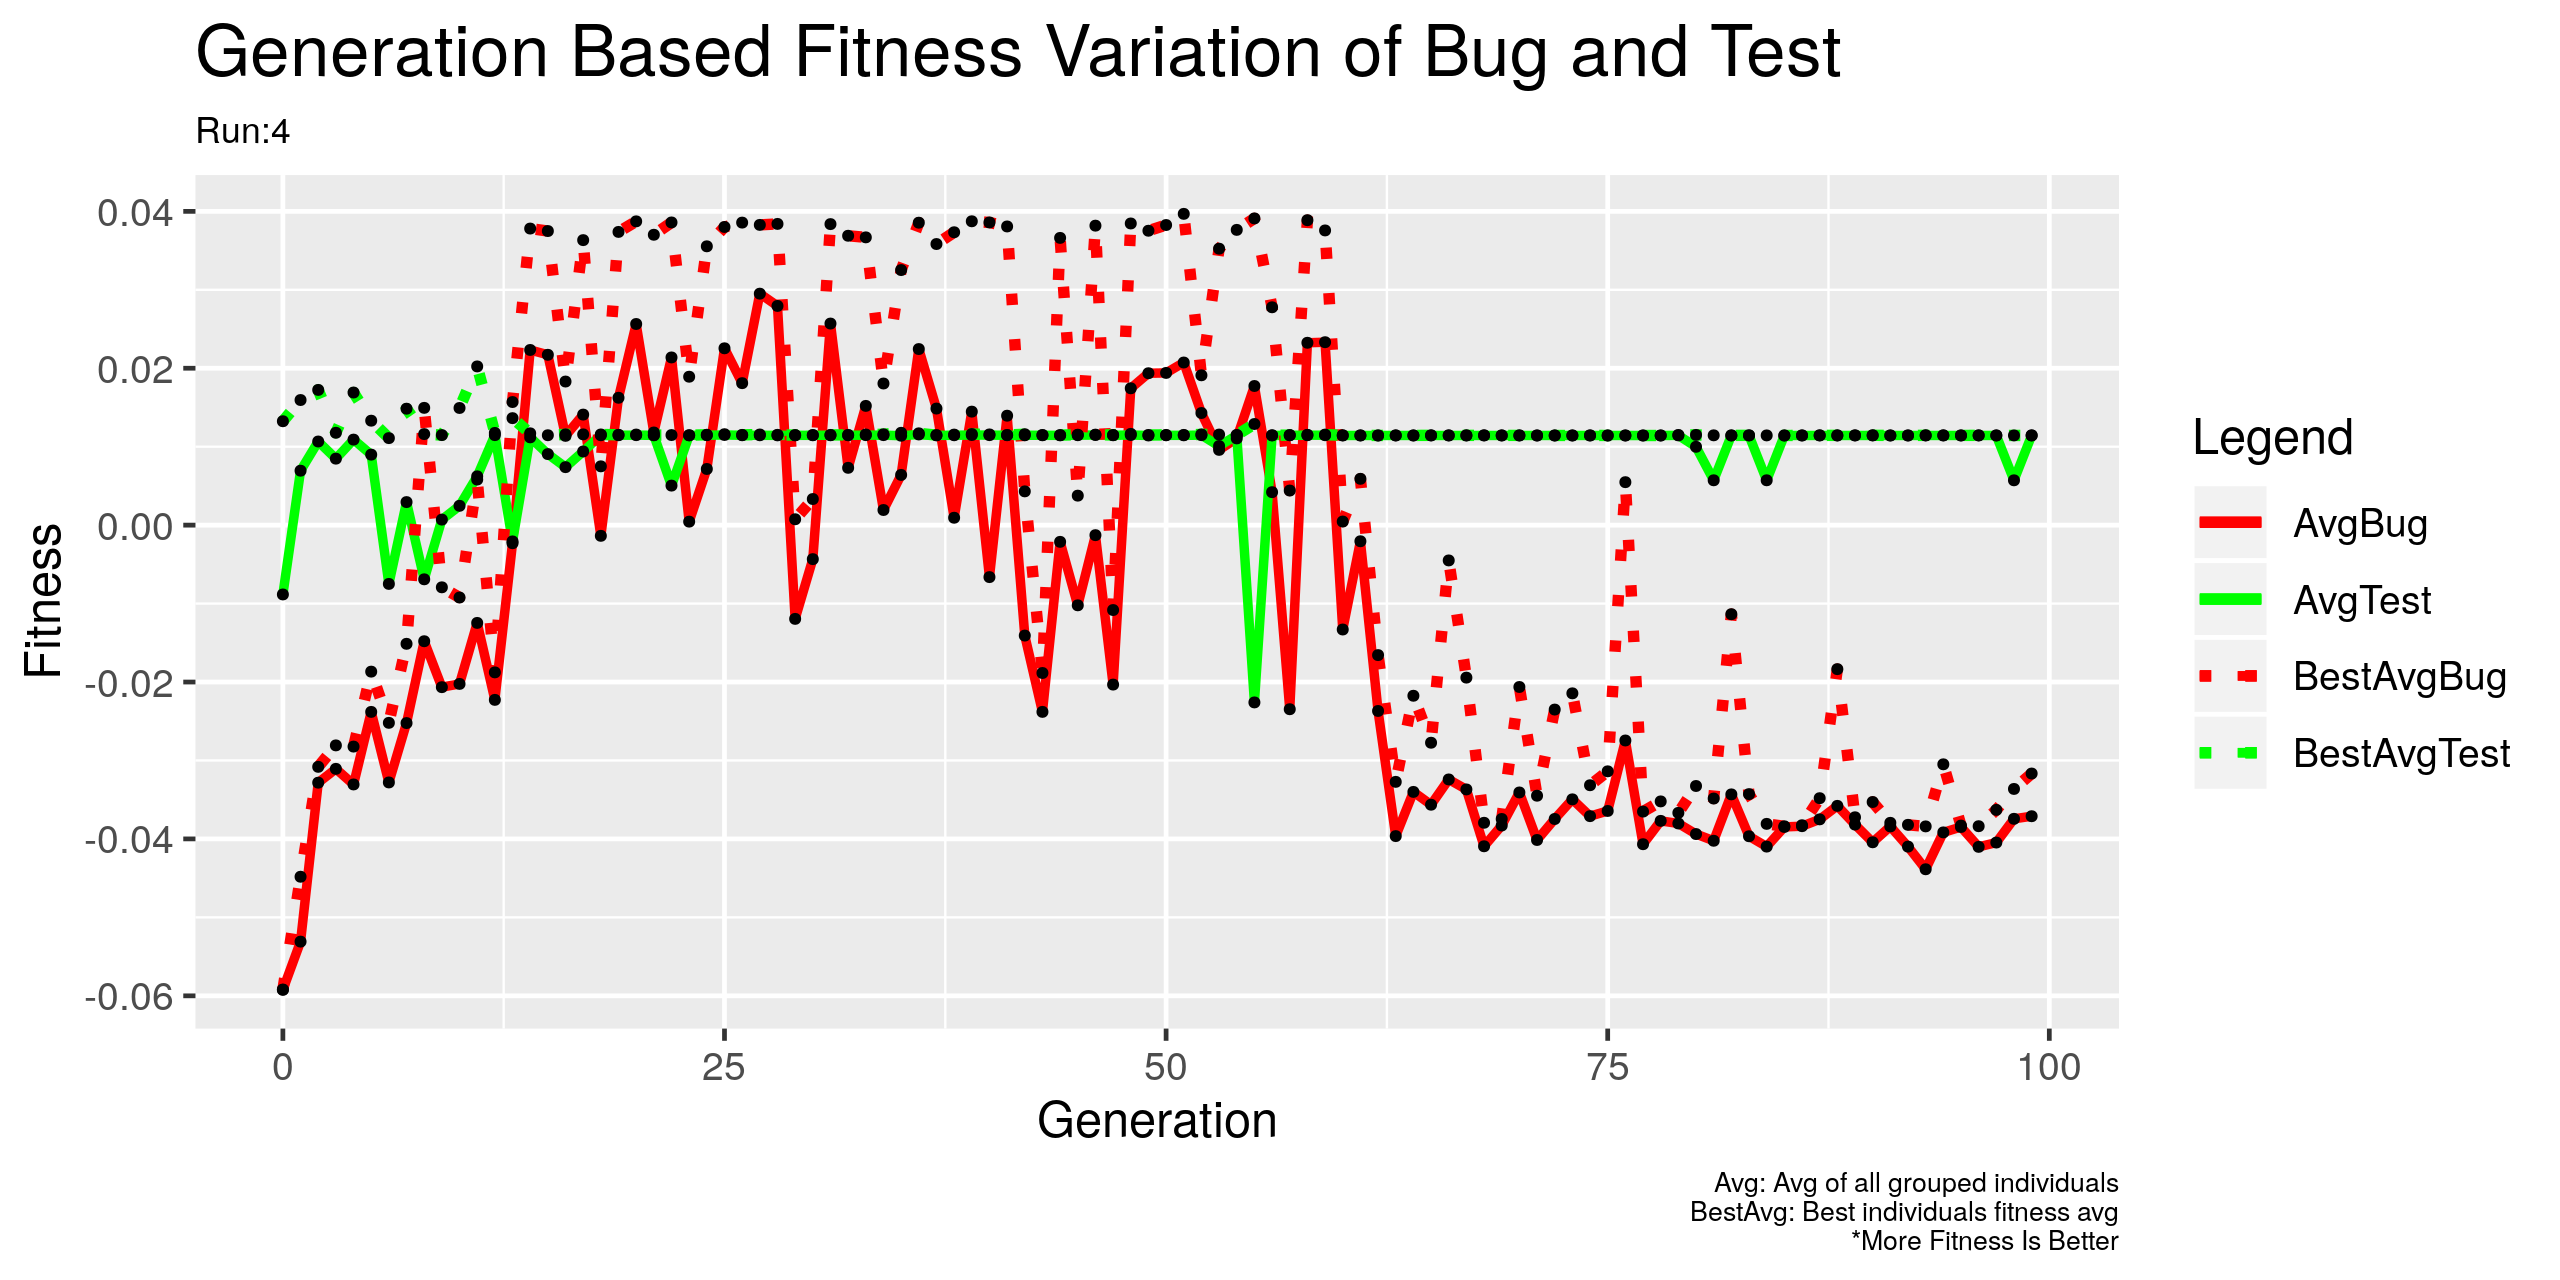 Generation Based Fitness Variation of Bug and Test
Run:4
Fitness
0.04
0.02
0.00
-0.02
-0.04
-0.06
0
25
50
75
100
Generation
Legend
AvgBug
AvgTest
BestAvgBug
BestAvgTest
Avg: Avg of all grouped individuals
BestAvg: Best individuals fitness avg
*More Fitness Is Better